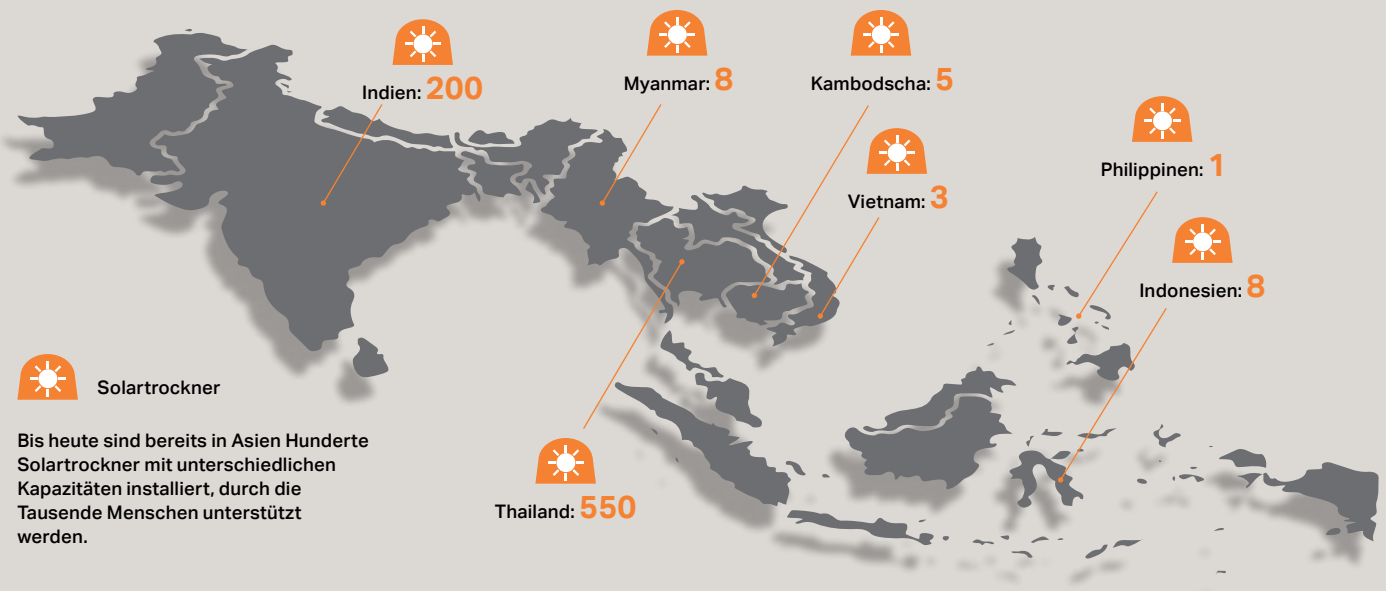 Indien: 200
Myanmar: 8
Kambodscha: 5
Vietnam: 3
Philippinen: 1
Indonesien: 8
Thailand: 550
Solartrockner
Bis heute sind bereits in Asien Hunderte
Solartrockner mit unterschiedlichen
Kapazitäten installiert, durch die
Tausende Menschen unterstützt
werden.